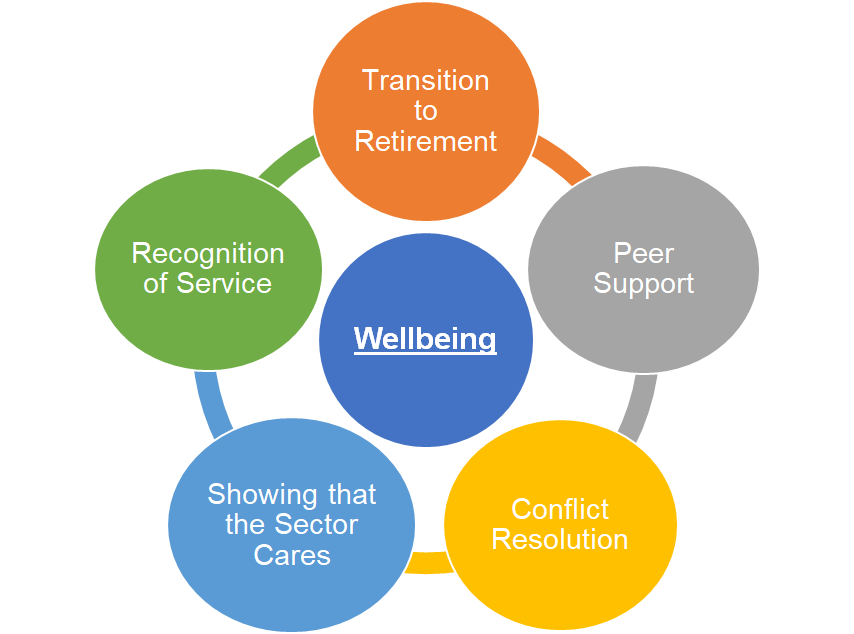 Transition
to
Retirement
Peer
Support
Conflict
Resolution
Showing that
the Sector
Cares
Recognition
of Service
Wellbeing